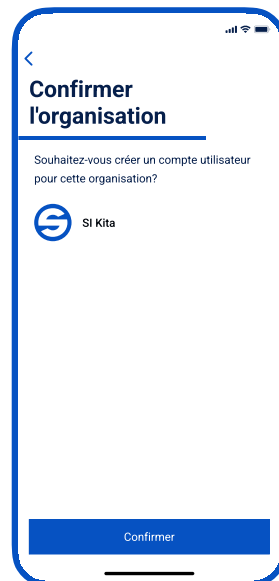 Confirmer
l'organisation
Souhaitez-vous créer un compte utilisateur
pour cette organisation?
SI Kita
Confirmer